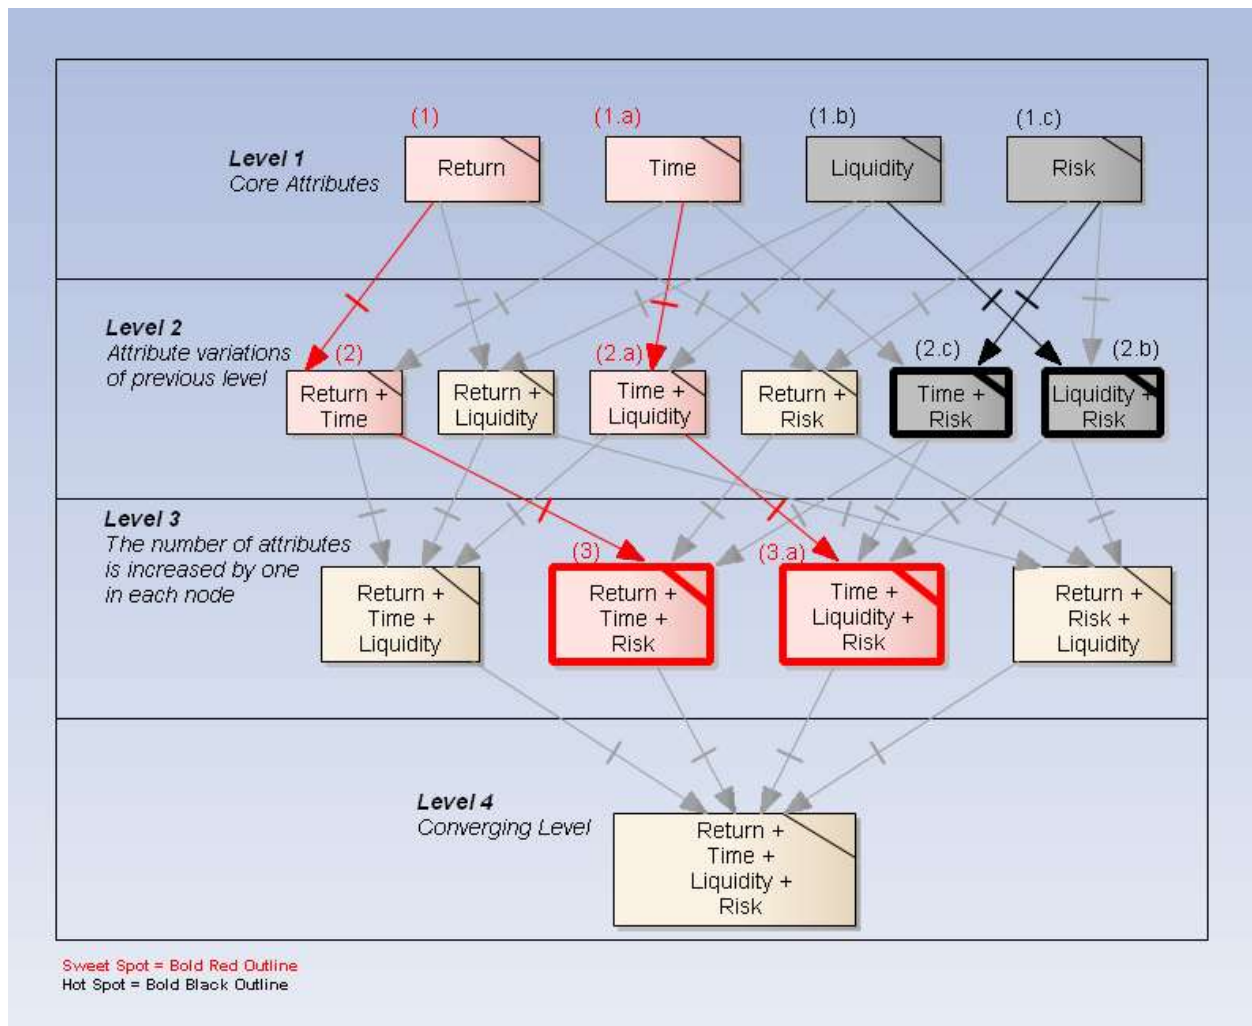 (1)
(1.a)
(1.b)
(1.c)
Level 1
Core Attributes
Return
Time
Liquidity
Risk
Level 2
Attribute variations
of previous level
(2)
(2.a)
(2.c)
(2.b)
Return +
Time
Return +
Liquidity
Time +
Liquidity
Return +
Risk
Time +
Risk
Liquidity +
Risk
Level 3
The number of attributes
is increased by one
in each node
(3)
(3.a)
Return +
Time +
Liquidity
Return +
Time +
Risk
Time +
Liquidity +
Risk
Return +
Risk +
Liquidity
Level 4
Converging Level
Return +
Time +
Liquidity +
Risk
Sweet Spot = Bold Red Outline
Hot Spot = Bold Black Outline